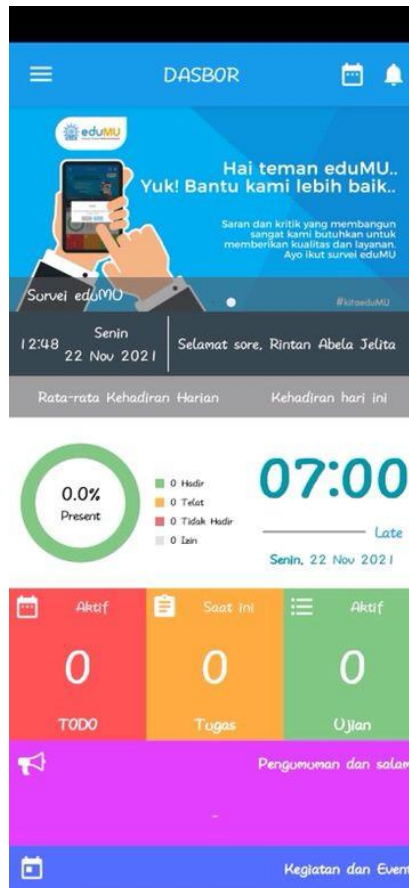 DASBOR
eduMU
Hai teman eduMU..
Yuk! Bantu kami lebih baik..
Saran dan kritik yang membangun
sangat kami butuhkan untuk
memberikan kualitas dan layanan.
Ayo ikut survei eduMU
Survei eduMU
#kitaeduMU
12:48
Senin
22 Nov 2021
Selamat sore, Rintan Abela Jelita
Rata-rata Kehadiran Harian
Kehadiran hari ini
0.0%
Present
0 Hadir
0 Telat
0 Tidak Hadir
0 Izin
07:00
Late
Senin, 22 Nov 2021
Aktif
0
TODO
Saat ini
0
Tugas
Aktif
0
Ujian
Pengumuman dan salam
-
Kegiatan dan Event